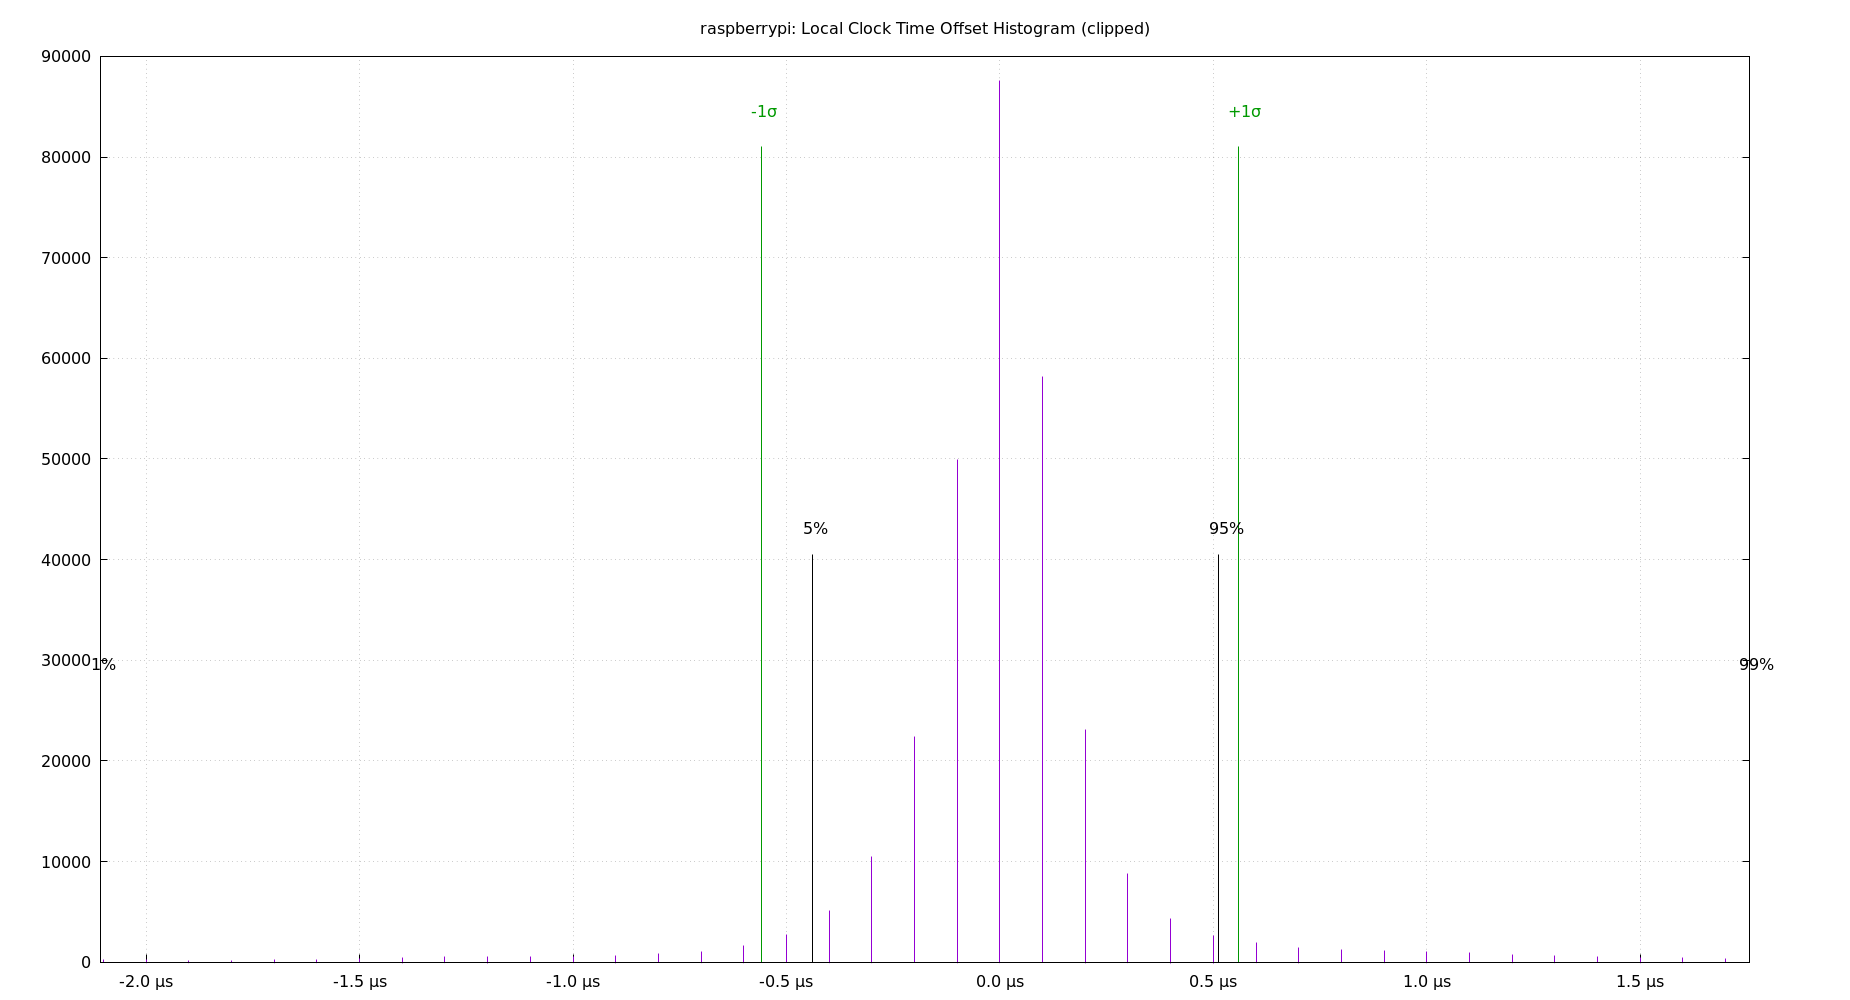 raspberrypi: Local Clock Time Offset Histogram (clipped)
90000
-1σ
+1σ
80000
70000
60000
50000
5%
95%
40000
30000
1%
99%
20000
10000
0
-2.0 µs
-1.5 µs
-1.0 µs
-0.5 µs
0.0 µs
0.5 µs
1.0 µs
1.5 µs